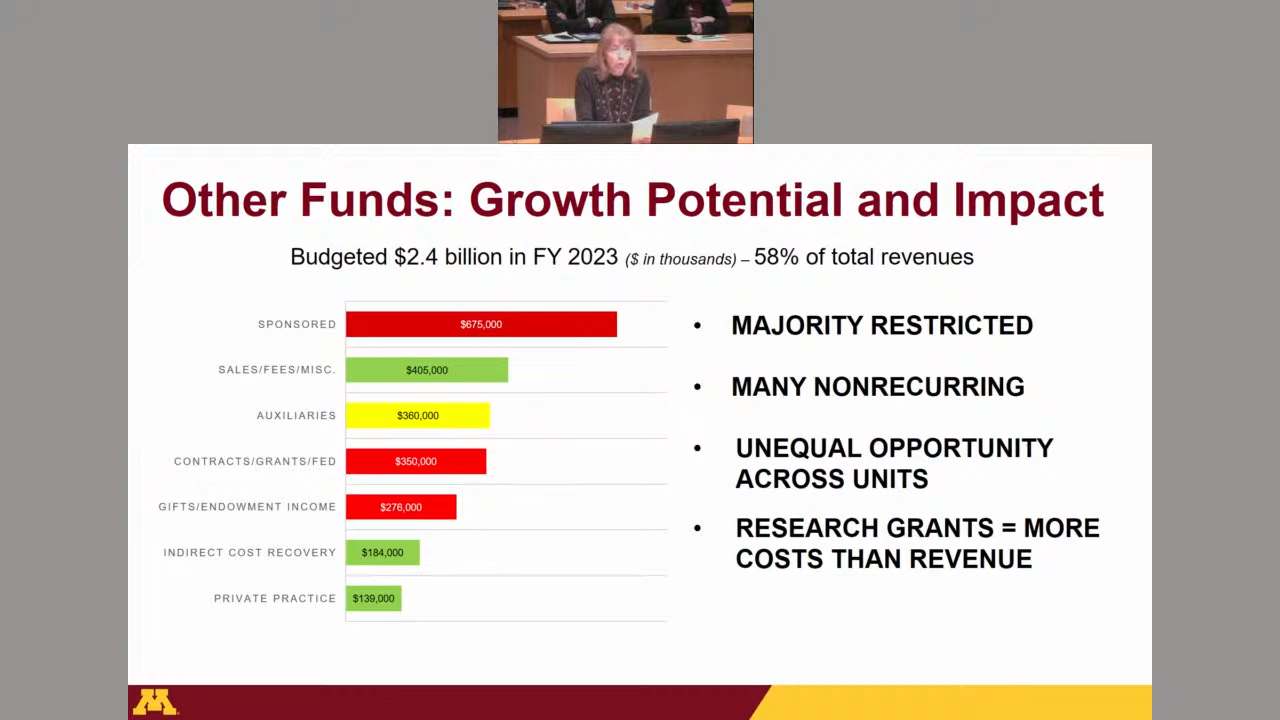 Other Funds: Growth Potential and Impact
Budgeted $2.4 billion in FY 2023 ($ in thousands) – 58% of total revenues
SPONSORED $675,000
SALES/FEES/MISC. $405,000
AUXILIARIES $360,000
CONTRACTS/GRANTS/FED $350,000
GIFTS/ENDOWMENT INCOME $276,000
INDIRECT COST RECOVERY $184,000
PRIVATE PRACTICE $139,000
• MAJORITY RESTRICTED
• MANY NONRECURRING
• UNEQUAL OPPORTUNITY
ACROSS UNITS
• RESEARCH GRANTS = MORE
COSTS THAN REVENUE
M